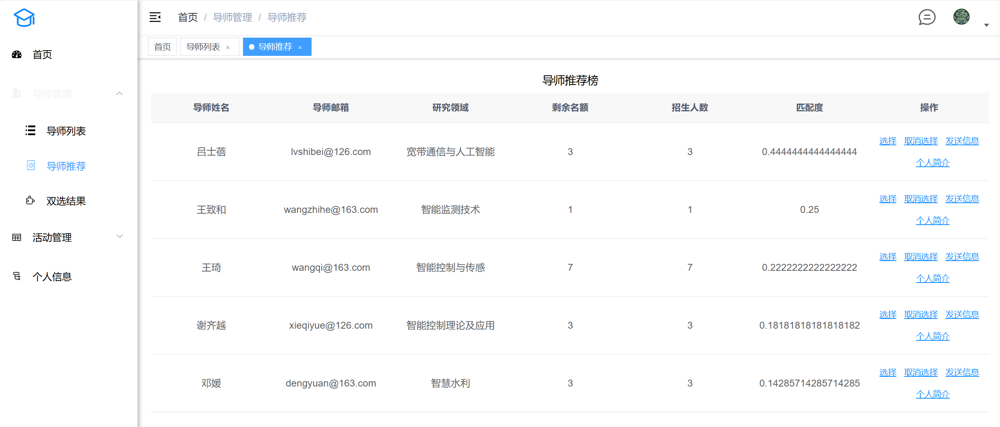 首页 / 导师管理 / 导师推荐
首页 导师列表 × 导师推荐 ×
首页
导师管理
导师列表
导师推荐
双选结果
活动管理
个人信息
导师推荐榜
导师姓名 导师邮箱 研究领域 剩余名额 招生人数 匹配度 操作
吕士蓓 lvshibei@126.com 宽带通信与人工智能 3 3 0.4444444444444444 选择 取消选择 发送信息
个人简介
王致和 wangzhihe@163.com 智能监测技术 1 1 0.25 选择 取消选择 发送信息
个人简介
王琦 wangqi@163.com 智能控制与传感 7 7 0.2222222222222222 选择 取消选择 发送信息
个人简介
谢齐越 xieqiyue@126.com 智能控制理论及应用 3 3 0.18181818181818182 选择 取消选择 发送信息
个人简介
邓媛 dengyuan@163.com 智慧水利 3 3 0.14285714285714285 选择 取消选择 发送信息
个人简介